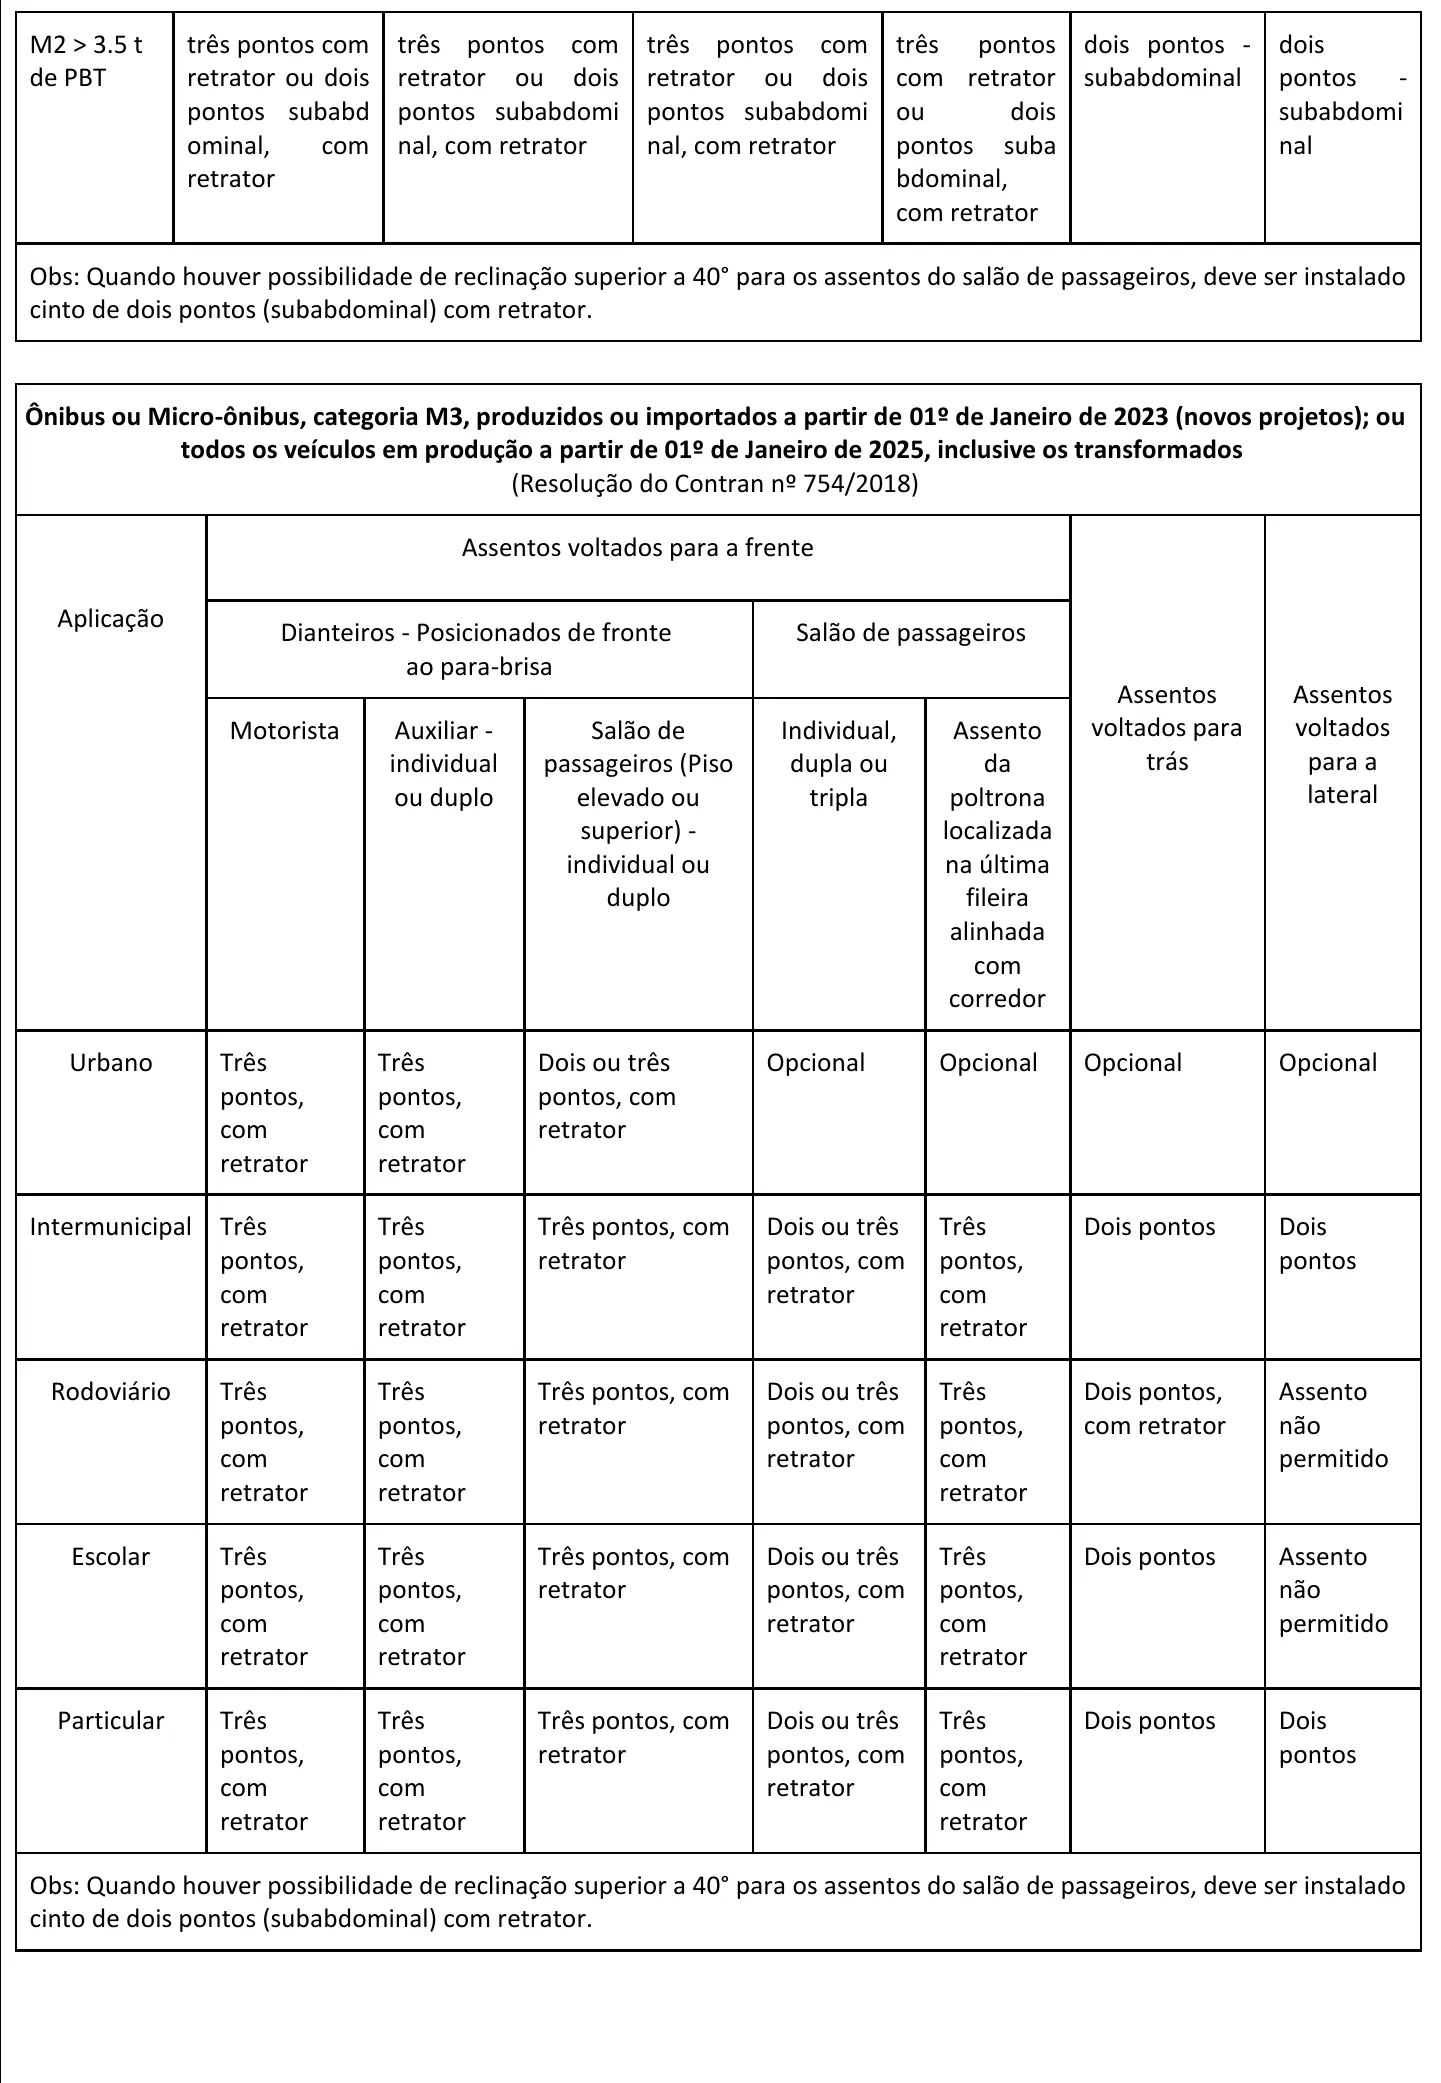 M2 > 3.5 t
de PBT
três pontos com
retrator ou dois
pontos subabd
ominal, com
retrator
três pontos com
retrator ou dois
pontos subabdomi
nal, com retrator
três pontos com
retrator ou dois
pontos subabdomi
nal, com retrator
três pontos
com retrator
ou dois
pontos suba
bdominal,
com retrator
dois pontos -
subabdominal
dois
pontos -
subabdomi
nal
Obs: Quando houver possibilidade de reclinação superior a 40° para os assentos do salão de passageiros, deve ser instalado
cinto de dois pontos (subabdominal) com retrator.
Ônibus ou Micro-ônibus, categoria M3, produzidos ou importados a partir de 01º de Janeiro de 2023 (novos projetos); ou
todos os veículos em produção a partir de 01º de Janeiro de 2025, inclusive os transformados
(Resolução do Contran nº 754/2018)
Aplicação
Assentos voltados para a frente
Dianteiros - Posicionados de fronte
ao para-brisa
Salão de passageiros
Motorista
Auxiliar -
individual
ou duplo
Salão de
passageiros (Piso
elevado ou
superior) -
individual ou
duplo
Individual,
dupla ou
tripla
Assento
da
poltrona
localizada
na última
fileira
alinhada
com
corredor
Assentos
voltados para
trás
Assentos
voltados
para a
lateral
Urbano
Três
pontos,
com
retrator
Três
pontos,
com
retrator
Dois ou três
pontos, com
retrator
Opcional
Opcional
Opcional
Opcional
Intermunicipal
Três
pontos,
com
retrator
Três
pontos,
com
retrator
Três pontos, com
retrator
Dois ou três
pontos, com
retrator
Três
pontos,
com
retrator
Dois pontos
Dois
pontos
Rodoviário
Três
pontos,
com
retrator
Três
pontos,
com
retrator
Três pontos, com
retrator
Dois ou três
pontos, com
retrator
Três
pontos,
com
retrator
Dois pontos,
com retrator
Assento
não
permitido
Escolar
Três
pontos,
com
retrator
Três
pontos,
com
retrator
Três pontos, com
retrator
Dois ou três
pontos, com
retrator
Três
pontos,
com
retrator
Dois pontos
Assento
não
permitido
Particular
Três
pontos,
com
retrator
Três
pontos,
com
retrator
Três pontos, com
retrator
Dois ou três
pontos, com
retrator
Três
pontos,
com
retrator
Dois pontos
Dois
pontos
Obs: Quando houver possibilidade de reclinação superior a 40° para os assentos do salão de passageiros, deve ser instalado
cinto de dois pontos (subabdominal) com retrator.